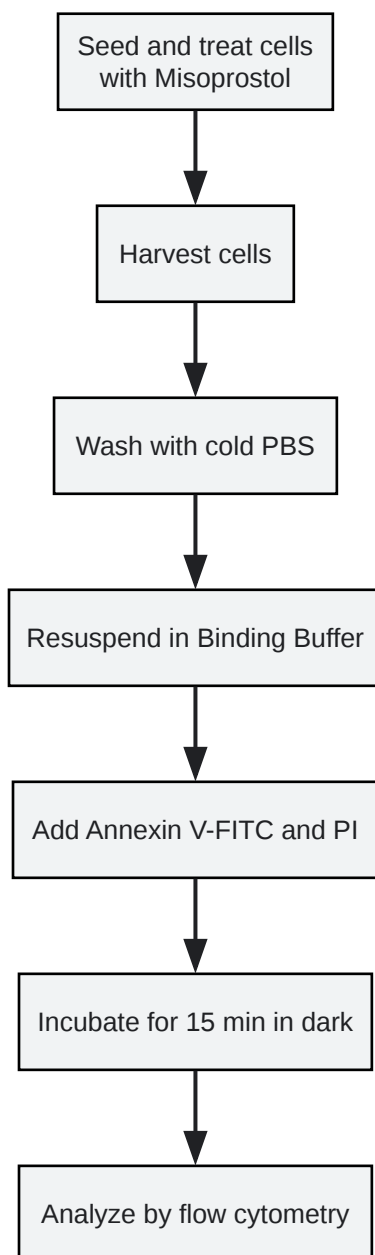 Seed and treat cells
with Misoprostol
Harvest cells
Wash with cold PBS
Resuspend in Binding Buffer
Add Annexin V-FITC and PI
Incubate for 15 min in dark
Analyze by flow cytometry